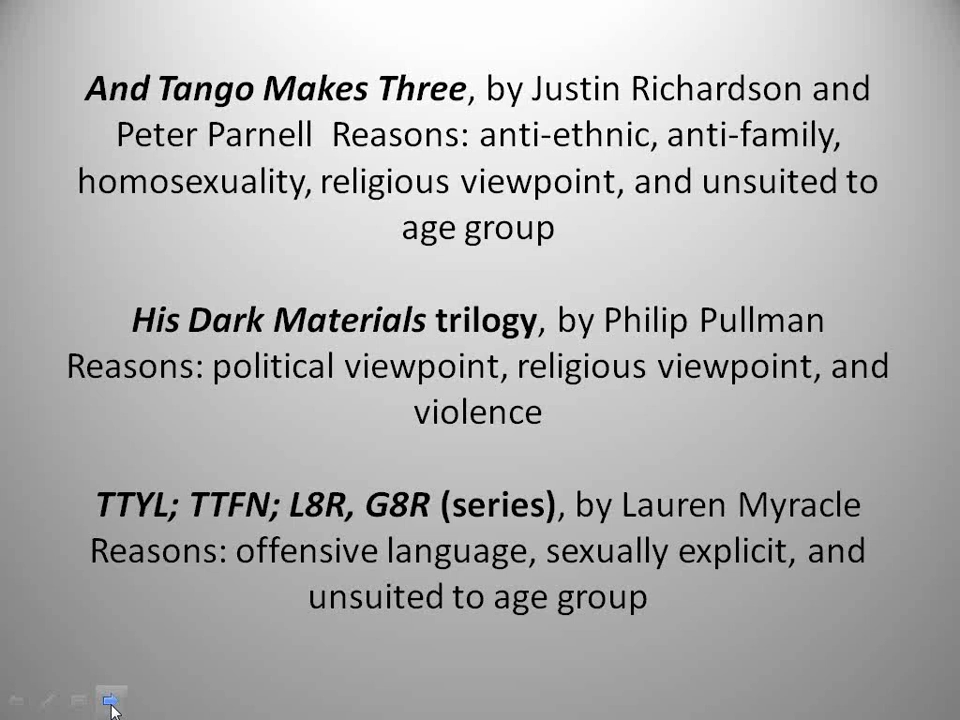 And Tango Makes Three, by Justin Richardson and
Peter Parnell  Reasons: anti-ethnic, anti-family,
homosexuality, religious viewpoint, and unsuited to
age group
His Dark Materials trilogy, by Philip Pullman
Reasons: political viewpoint, religious viewpoint, and
violence
TTYL; TTFN; L8R, G8R (series), by Lauren Myracle
Reasons: offensive language, sexually explicit, and
unsuited to age group